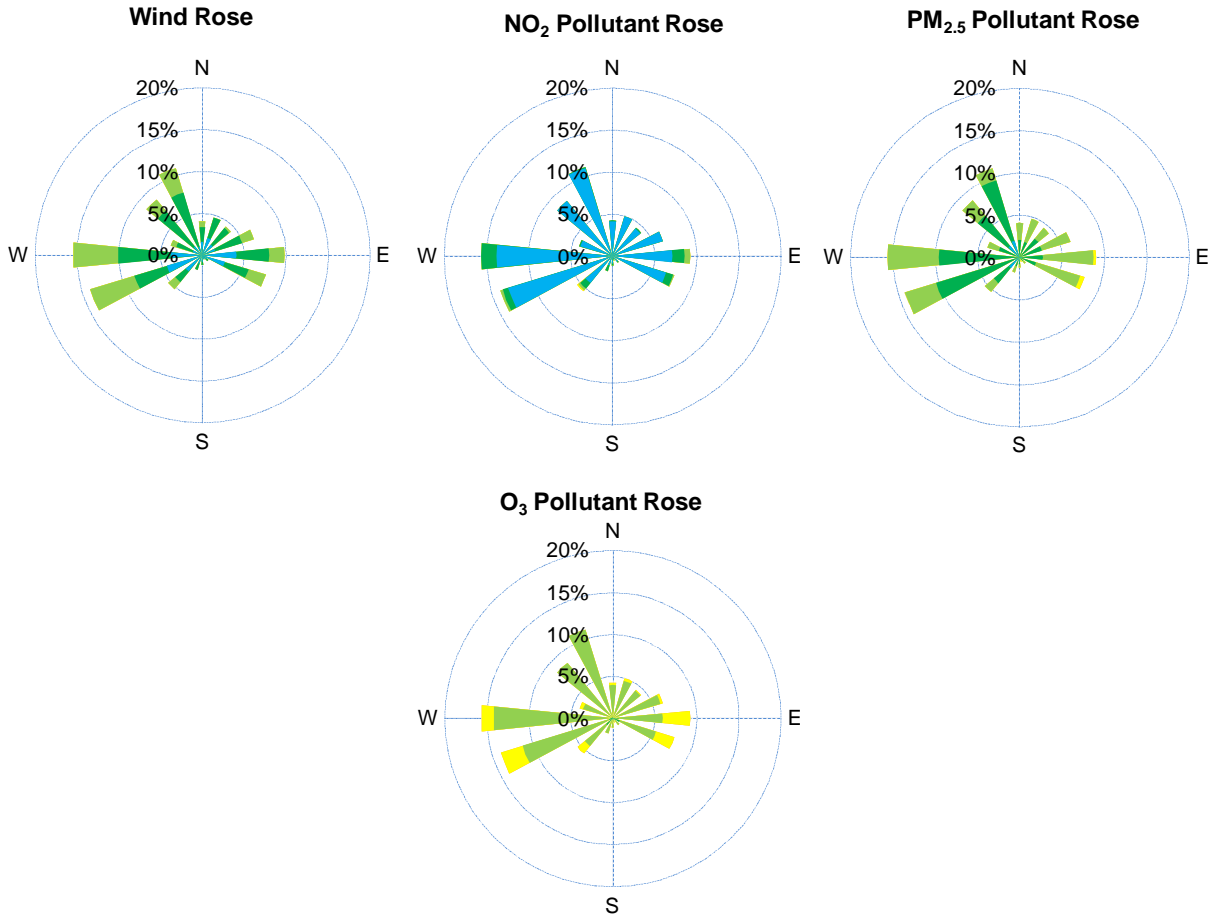 Wind Rose
N
20%
15%
10%
5%
0%
W
E
S
NO₂ Pollutant Rose
N
20%
15%
10%
5%
0%
W
E
S
PM₂.₅ Pollutant Rose
N
20%
15%
10%
5%
0%
W
E
S
O₃ Pollutant Rose
N
20%
15%
10%
5%
0%
W
E
S